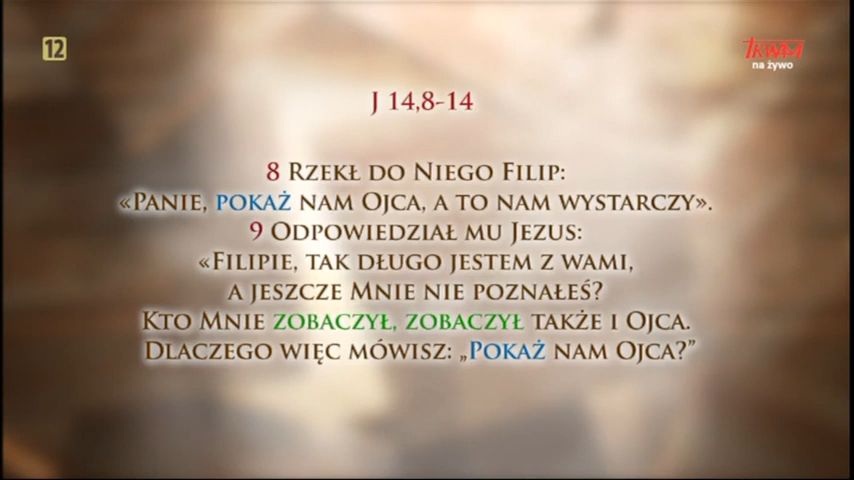 12
TRWAM
na żywo
J 14,8-14
8 Rzekł do Niego Filip:
«Panie, pokaż nam Ojca, a to nam wystarczy».
9 Odpowiedział mu Jezus:
«Filipie, tak długo jestem z wami,
a jeszcze Mnie nie poznałeś?
Kto Mnie zobaczył, zobaczył także i Ojca.
Dlaczego więc mówisz: „Pokaż nam Ojca?”